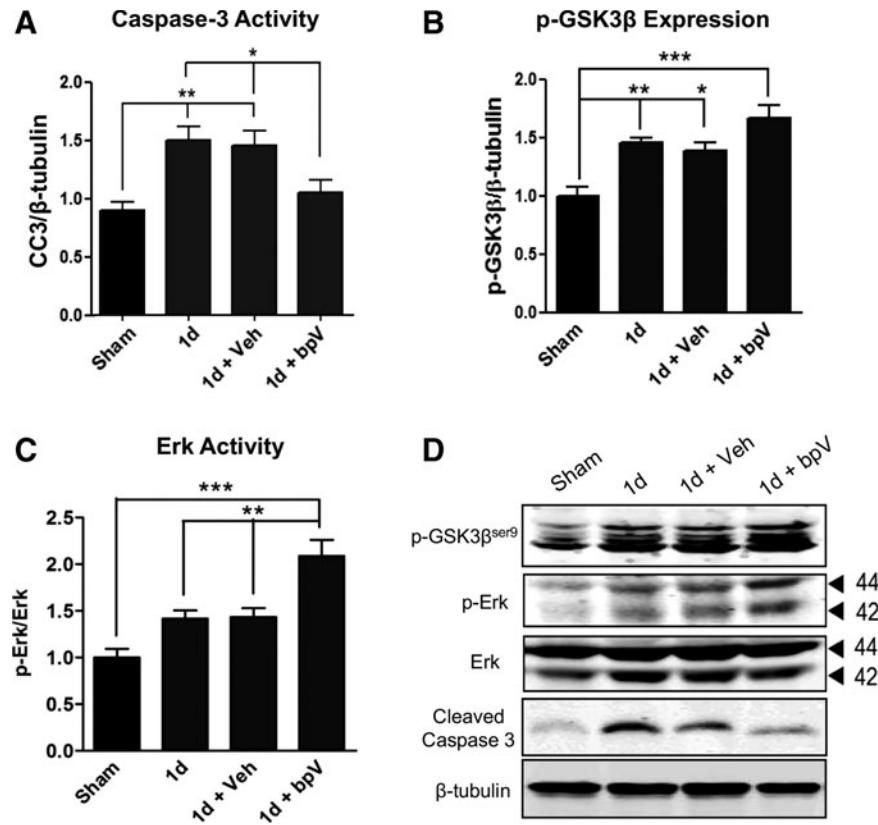 A
Caspase-3 Activity
CC3/β-tubulin
2.0
1.5
1.0
0.5
0.0
*
**
Sham
1d
1d + Veh
1d + bpV
B
p-GSK3β Expression
p-GSK3β/β-tubulin
2.0
1.5
1.0
0.5
0.0
***
**
*
Sham
1d
1d + Veh
1d + bpV
C
Erk Activity
p-Erk/Erk
2.5
2.0
1.5
1.0
0.5
0.0
***
**
Sham
1d
1d + Veh
1d + bpV
D
Sham
1d
1d + Veh
1d + bpV
p-GSK3βser9
p-Erk
44
42
Erk
44
42
Cleaved
Caspase 3
β-tubulin